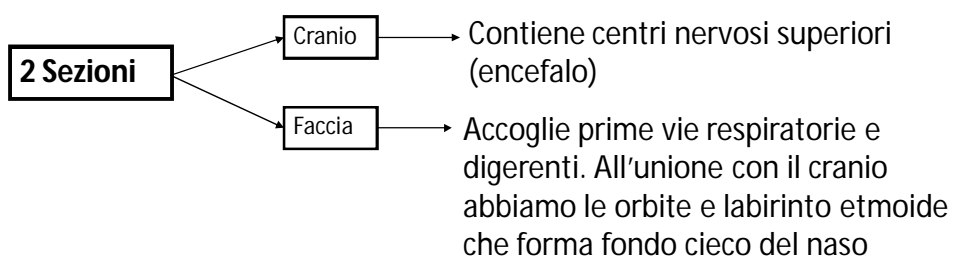 2 Sezioni
Cranio
Contiene centri nervosi superiori
(encefalo)
Faccia
Accoglie prime vie respiratorie e
digerenti. All'unione con il cranio
abbiamo le orbite e labirinto etmoide
che forma fondo cieco del naso